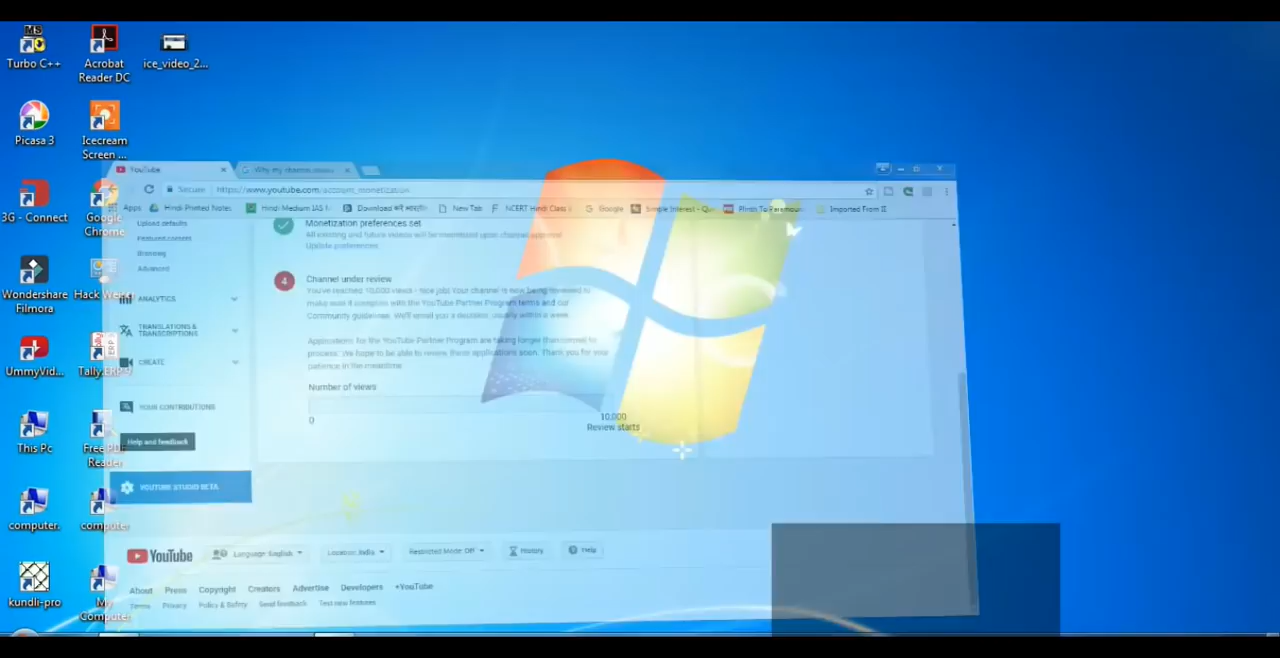 Turbo C++
Acrobat
Reader DC
ice_video_2...
Picasa 3
Icecream
Screen ...
3G - Connect
Google
Chrome
Wondershare
Filmora
UmmyVid...
Tally.ERP 9
This Pc
Free PDF
Reader
computer.
kundli-pro
My
Computer
YouTube
Why my channel
Secure
https://www.youtube.com/account_monetization
Apps
Hindi Printed Notes
Hindi Medium IAS
Download
New Tab
NCERT Hindi Class
Google
Simple Interest - Qu
Plinth To Paramou
Imported From IE
Upload defaults
Featured content
Branding
Advanced
ANALYTICS
TRANSLATIONS &
TRANSCRIPTIONS
CREATE
YOUR CONTRIBUTIONS
Help and feedback
YOUTUBE STUDIO BETA
Monetization preferences set
All existing and future videos will be monetized upon channel approval
Update preferences
4
Channel under review
You've reached 10,000 views - nice job! Your channel is now being reviewed to
make sure it complies with the YouTube Partner Program terms and our
Community guidelines. We'll email you a decision, usually within a week.
Applications for the YouTube Partner Program are taking longer than normal to
process. We hope to be able to review these applications soon. Thank you for your
patience in the meantime.
Number of views
0
10,000
Review starts
YouTube
Language: English
Location: India
Restricted Mode: Off
History
Help
About Press Copyright Creators Advertise Developers +YouTube
Terms Privacy Policy & Safety Send feedback Test new features